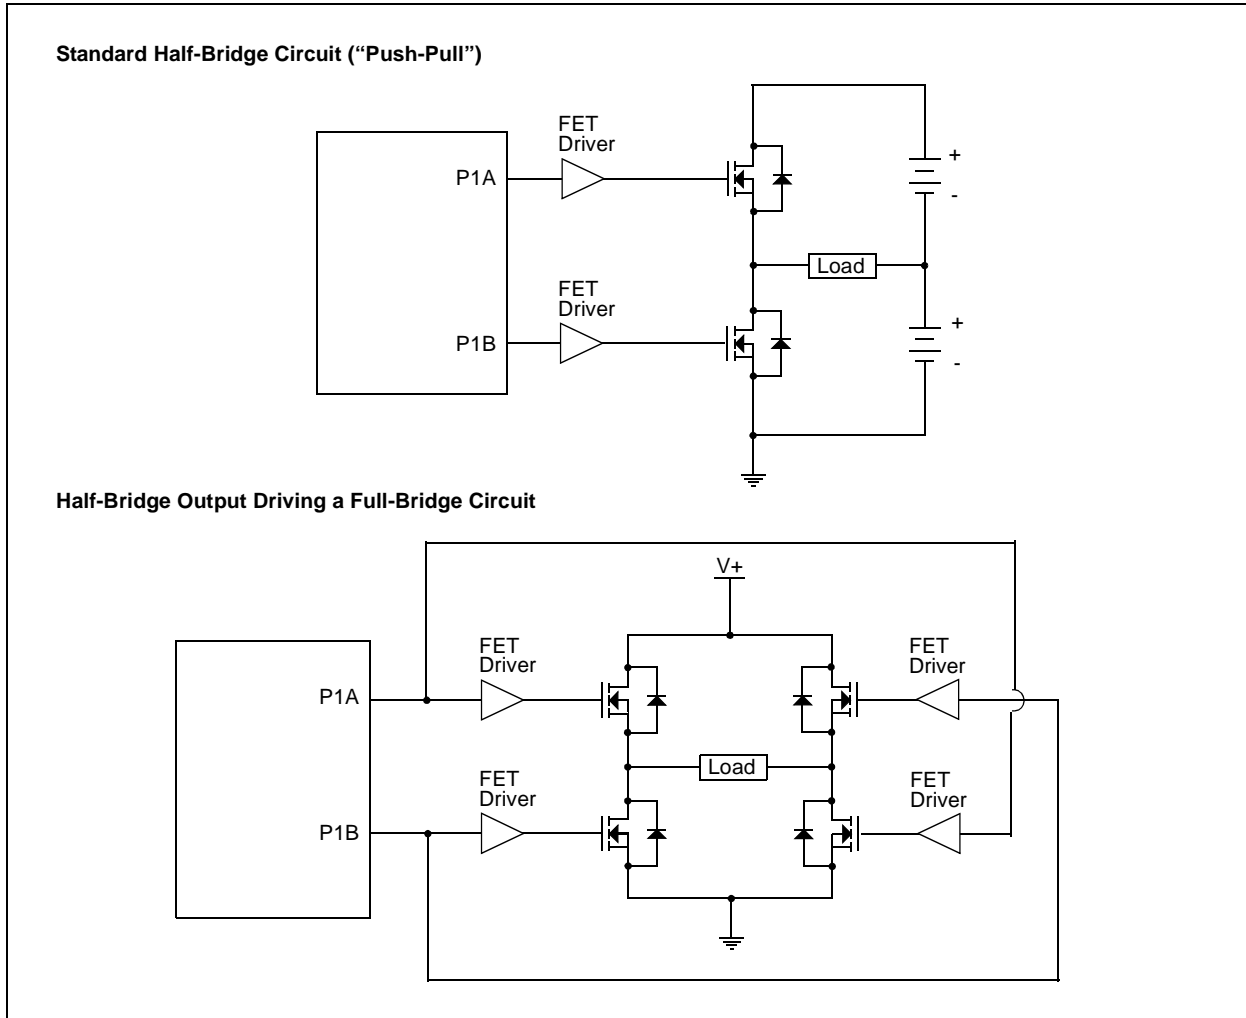 Standard Half-Bridge Circuit (“Push-Pull”)
FET
Driver
P1A
+
-
Load
FET
Driver
P1B
+
-
Half-Bridge Output Driving a Full-Bridge Circuit
V+
FET
Driver
FET
Driver
P1A
Load
FET
Driver
FET
Driver
P1B